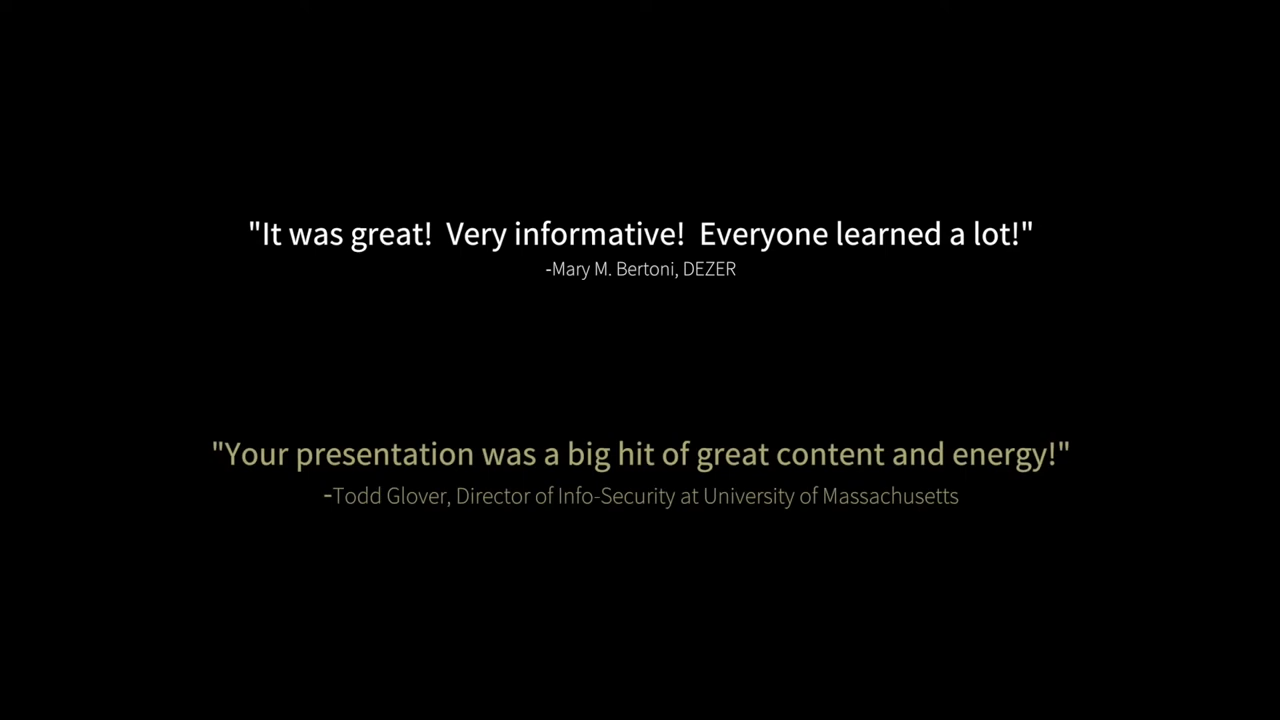 "It was great!  Very informative!  Everyone learned a lot!"
-Mary M. Bertoni, DEZER
"Your presentation was a big hit of great content and energy!"
-Todd Glover, Director of Info-Security at University of Massachusetts